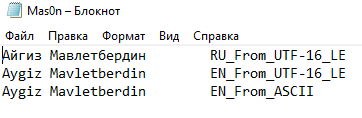 Mas0n – Блокнот
Файл Правка Формат Вид Справка
Айгиз Мавлетбердин RU_From_UTF-16_LE
Aygiz Mavletberdin EN_From_UTF-16_LE
Aygiz Mavletberdin EN_From_ASCII